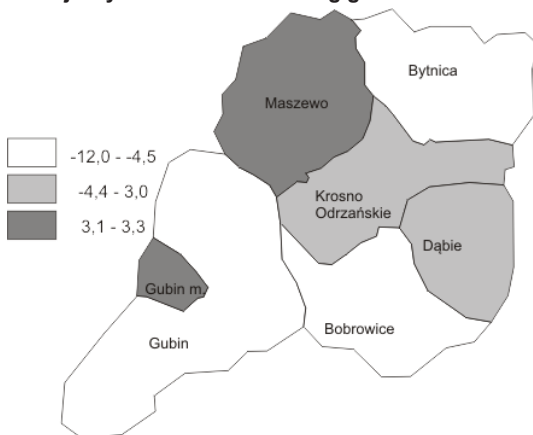 Bytnica
Maszewo
-12,0 - -4,5
-4,4 - 3,0
3,1 - 3,3
Krosno
Odrzańskie
Dąbie
Gubin m.
Gubin
Bobrowice